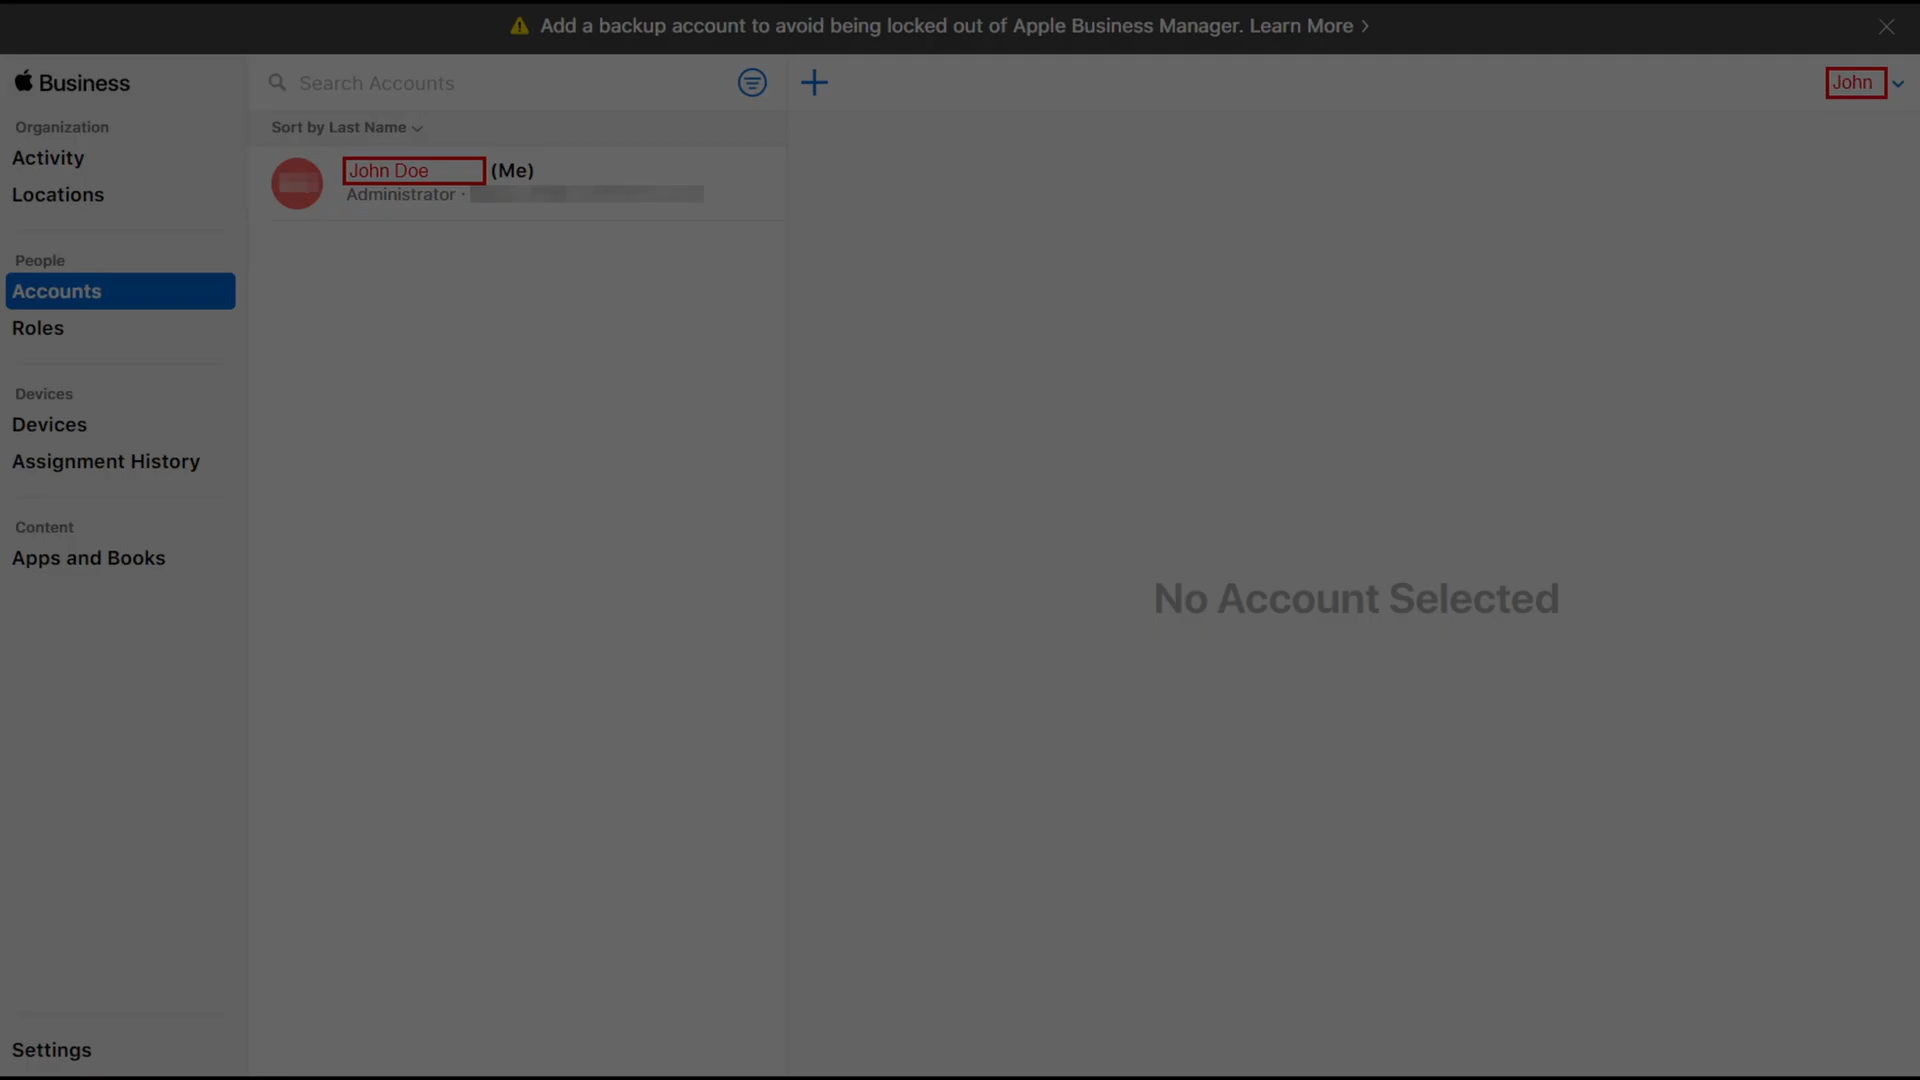 Add a backup account to avoid being locked out of Apple Business Manager. Learn More >
Business
Search Accounts
John
Organization
Activity
Locations
People
Accounts
Roles
Devices
Devices
Assignment History
Content
Apps and Books
Settings
Sort by Last Name
John Doe (Me)
Administrator ·
No Account Selected